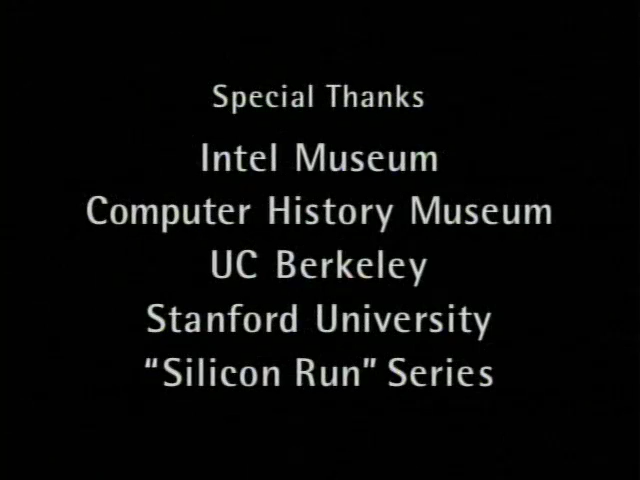 Special Thanks
Intel Museum
Computer History Museum
UC Berkeley
Stanford University
“Silicon Run” Series